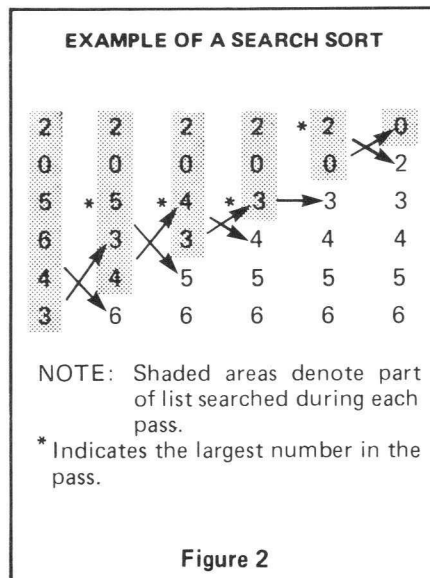 EXAMPLE OF A SEARCH SORT
2 2 2 2 * 2 0
0 0 0 0 0 2
5 * 5 * 4 * 3 3 3
6 3 3 4 4 4
4 4 5 5 5 5
3 6 6 6 6 6
NOTE: Shaded areas denote part
of list searched during each
pass.
* Indicates the largest number in the
pass.
Figure 2